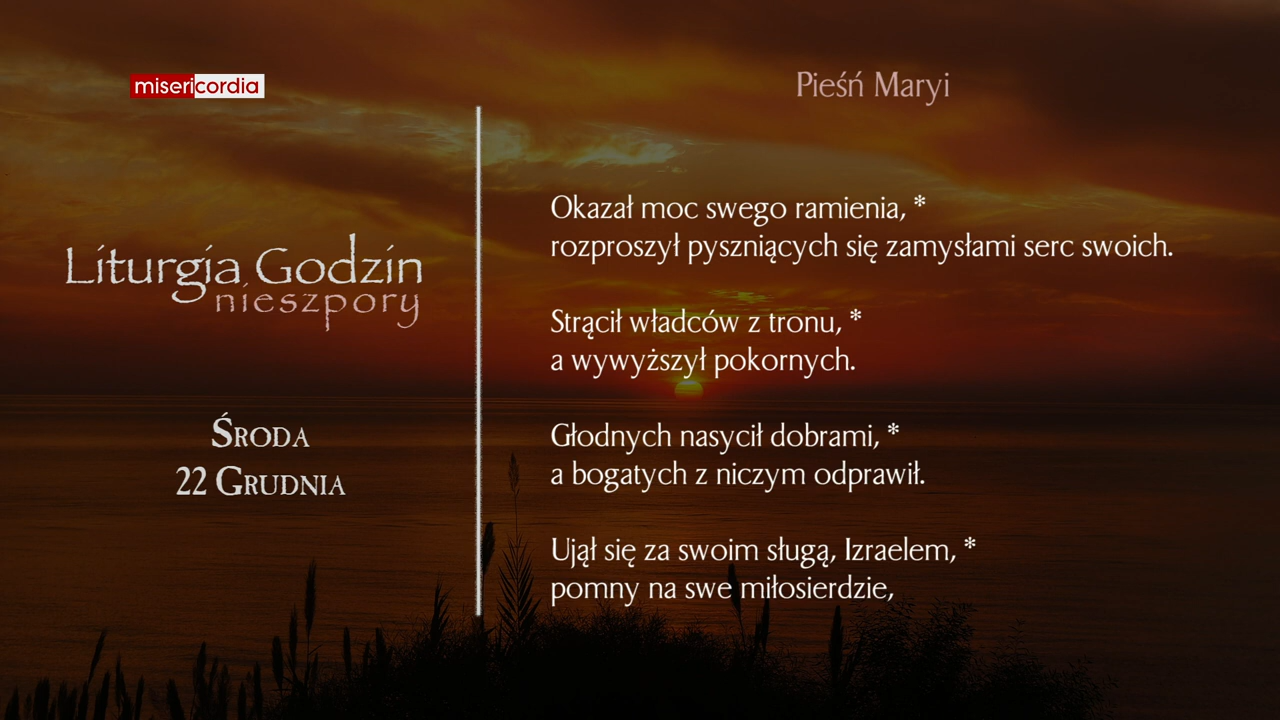 misericordia
Pieśń Maryi
Liturgia Godzin
nieszpory
Środa
22 Grudnia
Okazał moc swego ramienia, *
rozproszył pyszniących się zamysłami serc swoich.
Strącił władców z tronu, *
a wywyższył pokornych.
Głodnych nasycił dobrami, *
a bogatych z niczym odprawił.
Ujął się za swoim sługą, Izraelem, *
pomny na swe miłosierdzie,